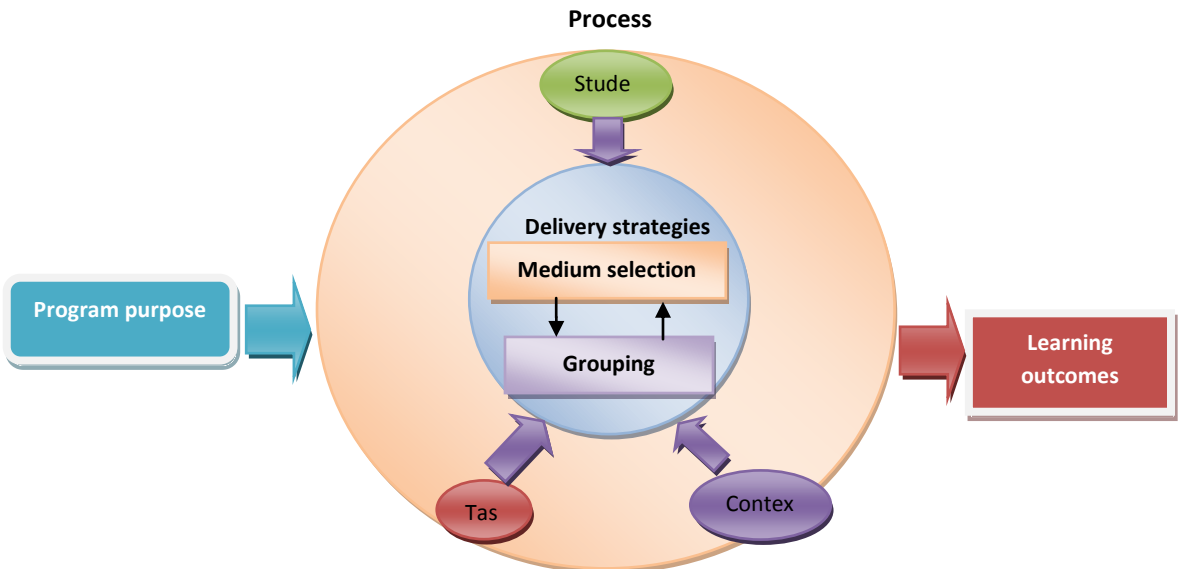 Process
Stude
Delivery strategies
Medium selection
Program purpose
Grouping
Learning
outcomes
Tas
Contex